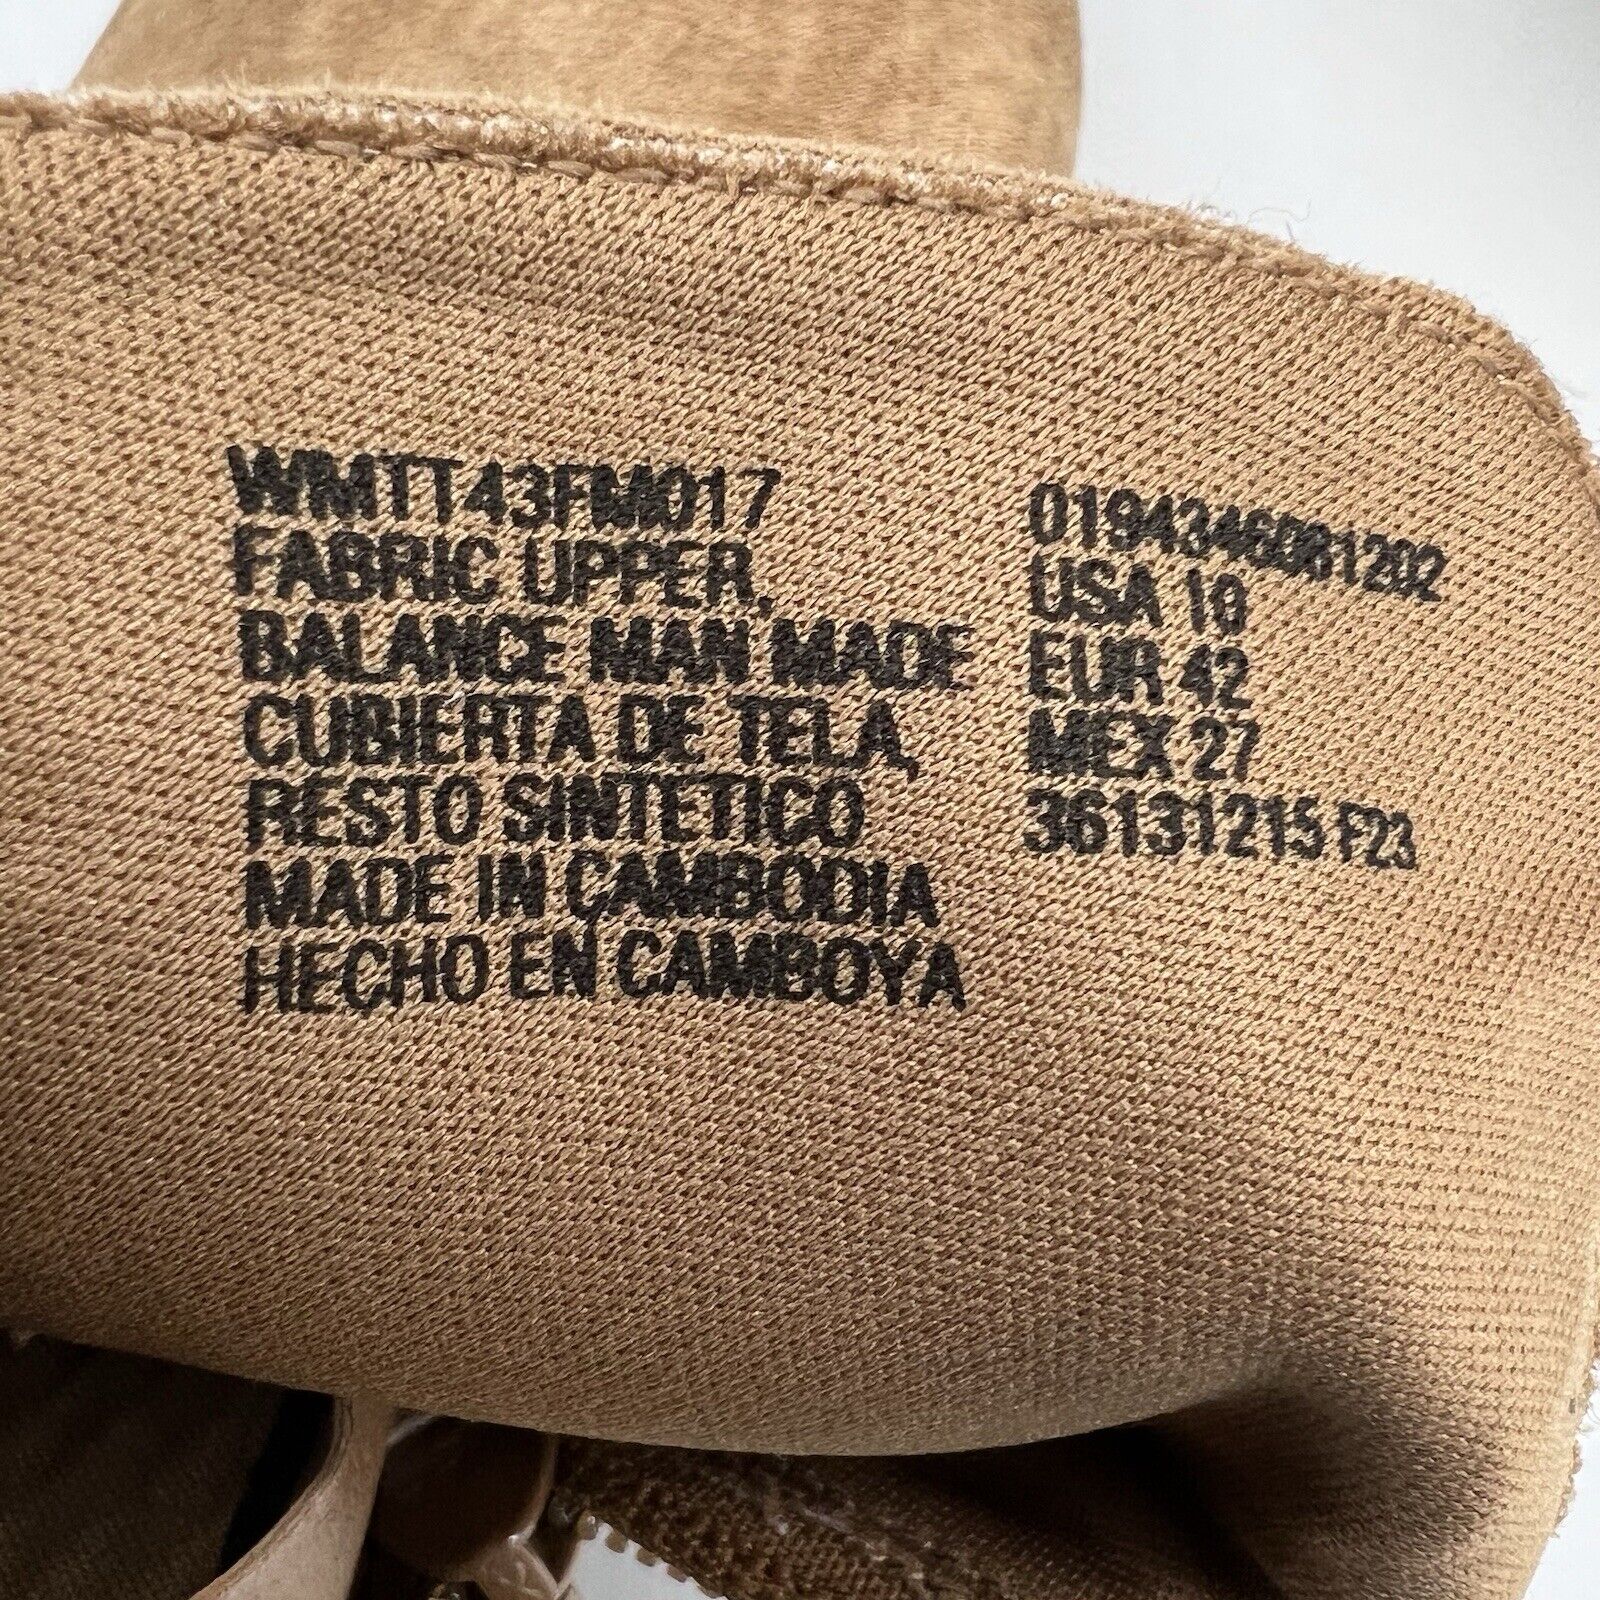 WMTT43FM017
FABRIC UPPER,
BALANCE MAN MADE
CUBIERTA DE TELA,
RESTO SINTETICO
MADE IN CAMBODIA
HECHO EN CAMBOYA
USA 10
EUR 42
MEX 27
36131215 F23